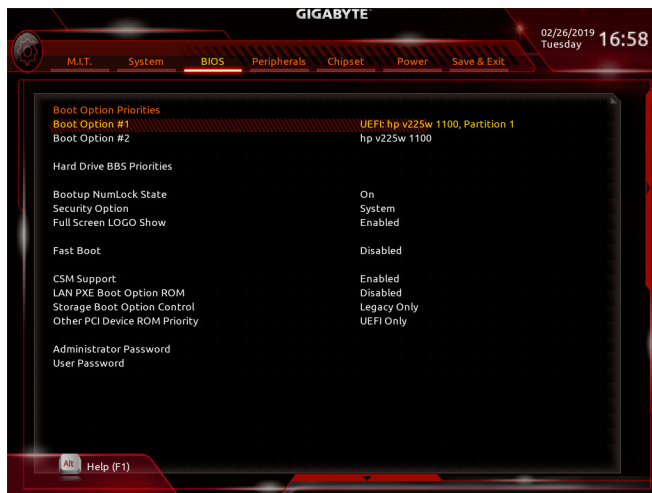 GIGABYTE
02/26/2019
Tuesday
16:58
M.I.T. System BIOS Peripherals Chipset Power Save & Exit
Boot Option Priorities
Boot Option #1 UEFI: hp v225w 1100, Partition 1
Boot Option #2 hp v225w 1100
Hard Drive BBS Priorities
Bootup NumLock State On
Security Option System
Full Screen LOGO Show Enabled
Fast Boot Disabled
CSM Support Enabled
LAN PXE Boot Option ROM Disabled
Storage Boot Option Control Legacy Only
Other PCI Device ROM Priority UEFI Only
Administrator Password
User Password
Alt Help (F1)